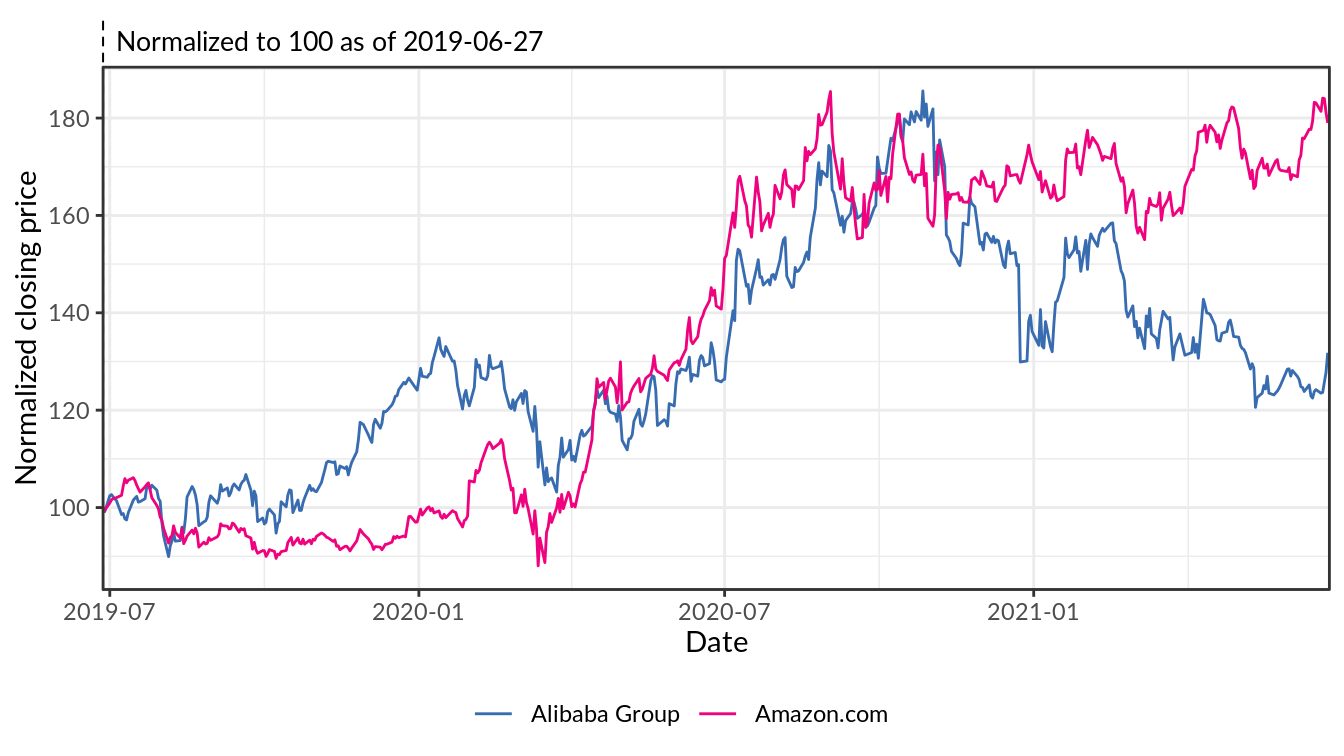 Normalized to 100 as of 2019-06-27
Normalized closing price
180
160
140
120
100
2019-07 2020-01 2020-07 2021-01
Date
Alibaba Group Amazon.com